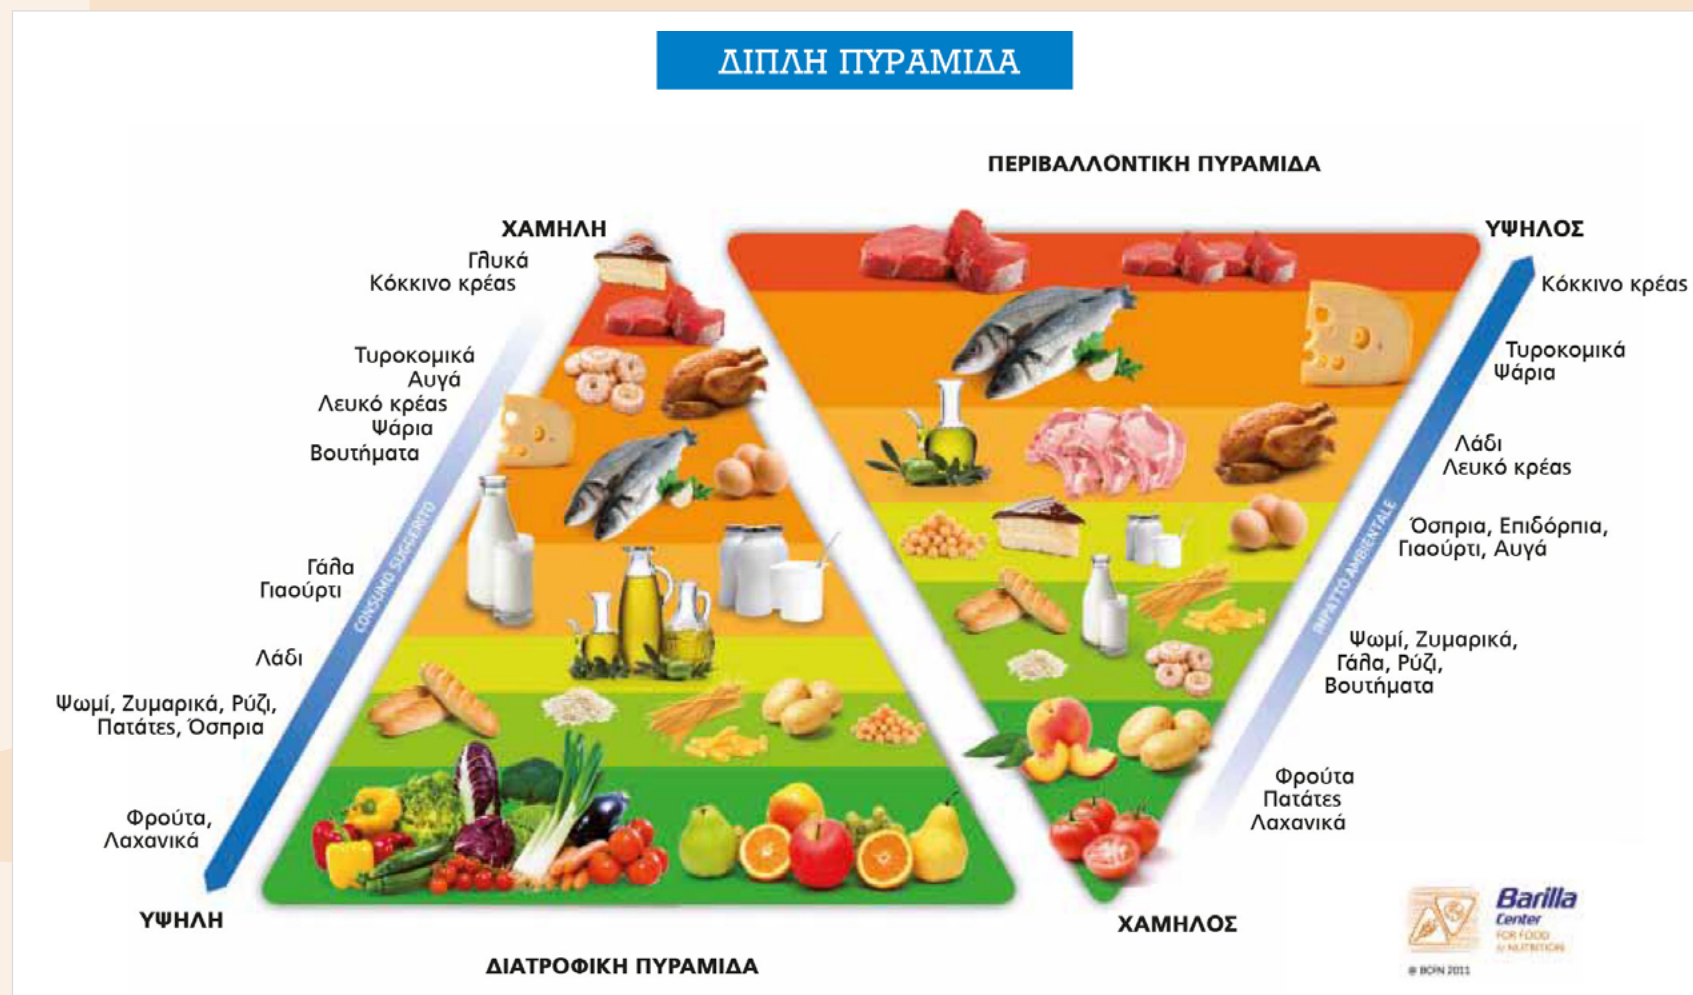 ΔΙΠΛΗ ΠΥΡΑΜΙΔΑ
ΠΕΡΙΒΑΛΛΟΝΤΙΚΗ ΠΥΡΑΜΙΔΑ
ΧΑΜΗΛΗ
Γλυκά
Κόκκινο κρέας
Τυροκομικά
Αυγά
Λευκό κρέας
Ψάρια
Βουτήματα
Γάλα
Γιαούρτι
Λάδι
Ψωμί, Ζυμαρικά, Ρύζι,
Πατάτες, Όσπρια
Φρούτα,
Λαχανικά
CONSUMO SUGGERITO
ΥΨΗΛΗ
ΔΙΑΤΡΟΦΙΚΗ ΠΥΡΑΜΙΔΑ
ΥΨΗΛΟΣ
Κόκκινο κρέας
Τυροκομικά
Ψάρια
Λάδι
Λευκό κρέας
Όσπρια, Επιδόρπια,
Γιαούρτι, Αυγά
Ψωμί, Ζυμαρικά,
Γάλα, Ρύζι,
Βουτήματα
Φρούτα
Πατάτες
Λαχανικά
IMPATTO AMBIENTALE
ΧΑΜΗΛΟΣ
Barilla
Center
FOR FOOD
& NUTRITION
@ BCFN 2011